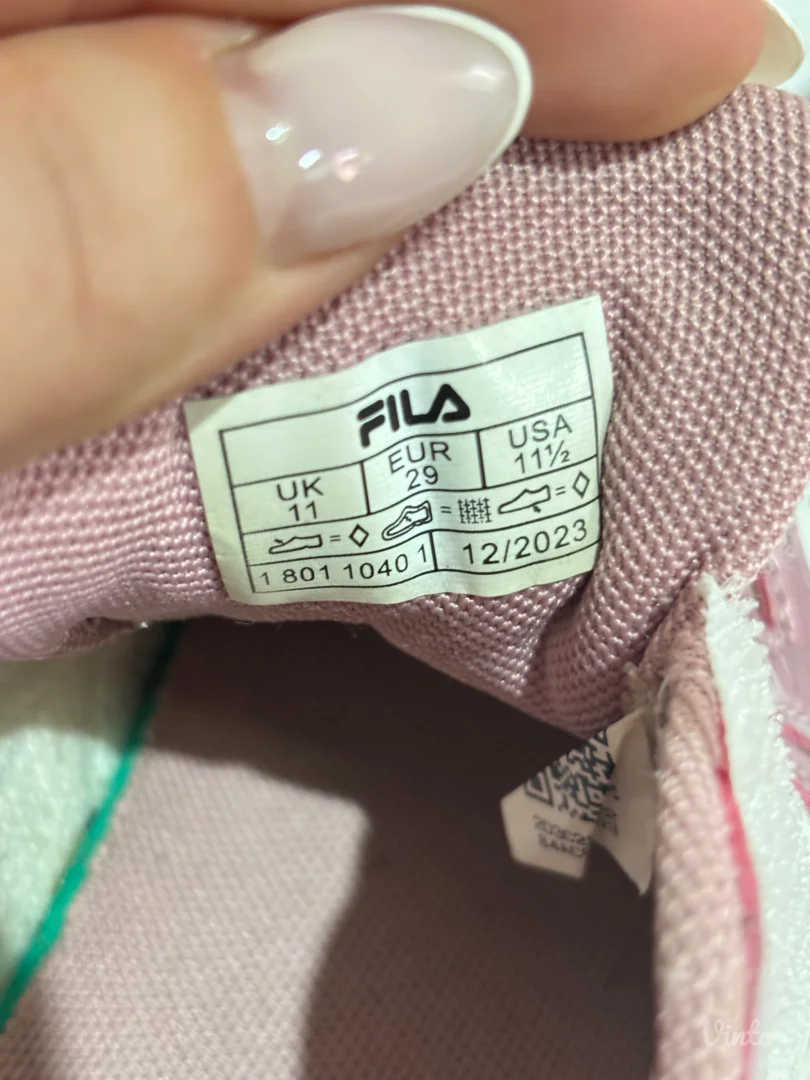 FILA
UK EUR USA
11 29 11½
= =  =
1 801 1040 1 12/2023